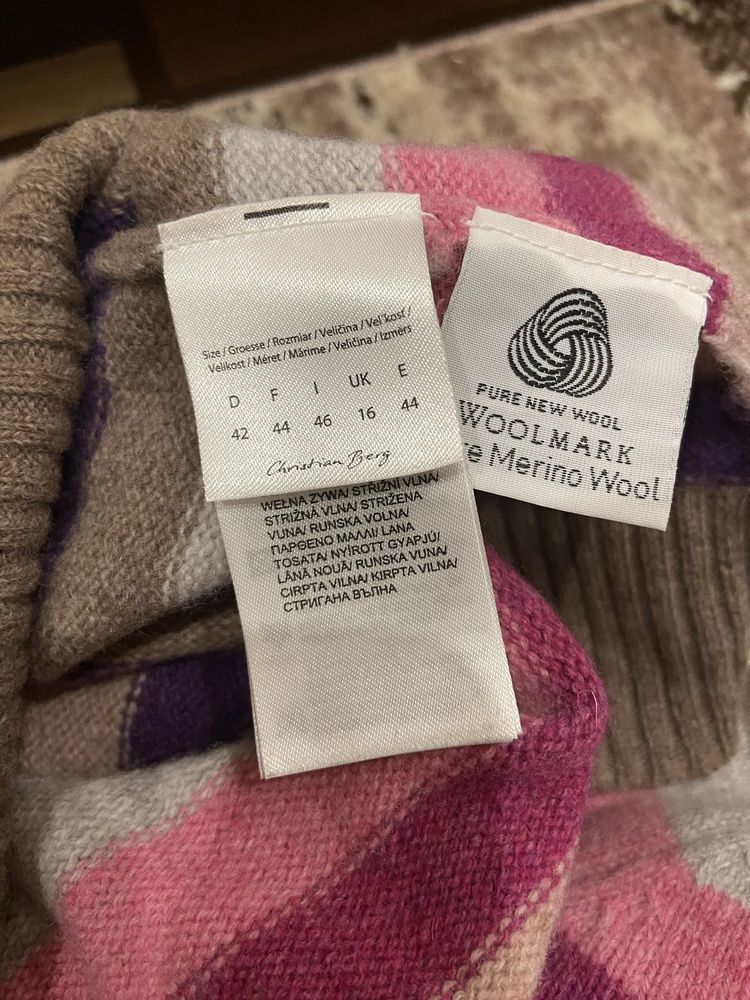 Size / Groesse / Rozmiar / Veličina / Veľkosť /
Velikost / Méret / Mărime / Veličina / Izmērs
D F I UK E
42 44 46 16 44
Christian Berg
WEŁNA ŻYWA/ STŘIŽNÍ VLNA/
STRIŽNÁ VLNA/ STRIŽENA
VUNA/ RUNSKA VOLNA/
ΠΑΡΘΕΝΟ ΜΑΛΛΙ/ LANA
TOSATA/ NYÍROTT GYAPJÚ/
LÂNĂ NOUĂ/ RUNSKA VUNA/
CIRPTA VILNA/ KIRPTA VILNA/
СТРИГАНА ВЪЛНА
PURE NEW WOOL
WOOLMARK
re Merino Wool